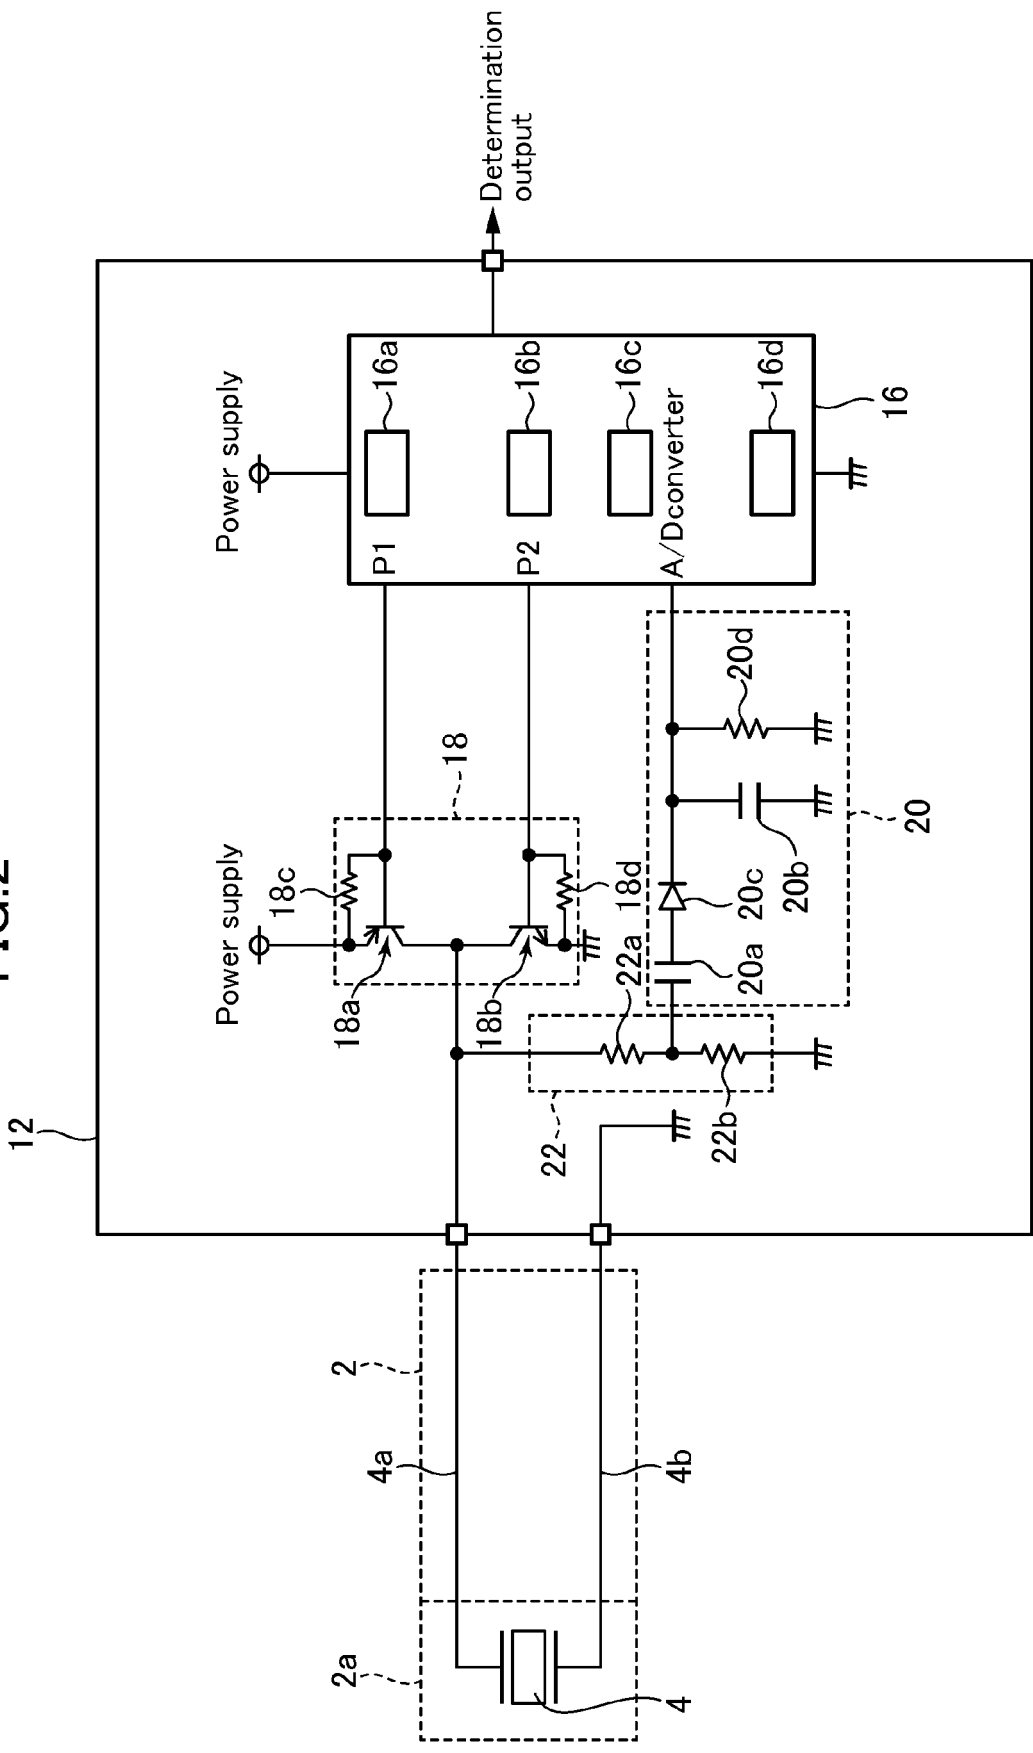 FIG.2
12
Power supply
Power supply
18c
2a
2
18a
4a
P1
16a
18
18b
Determination
output
P2
16b
22
22a
18d
16c
4
4b
A/Dconverter
22b
20a
20c
20d
16d
20b
20
16